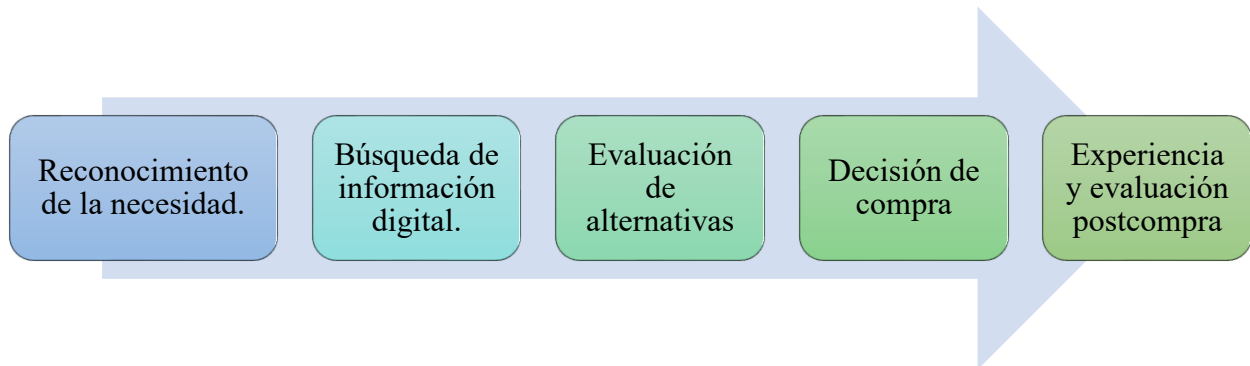 Reconocimiento
de la necesidad.
Búsqueda de
información
digital.
Evaluación
de
alternativas
Decisión de
compra
Experiencia
y evaluación
postcompra